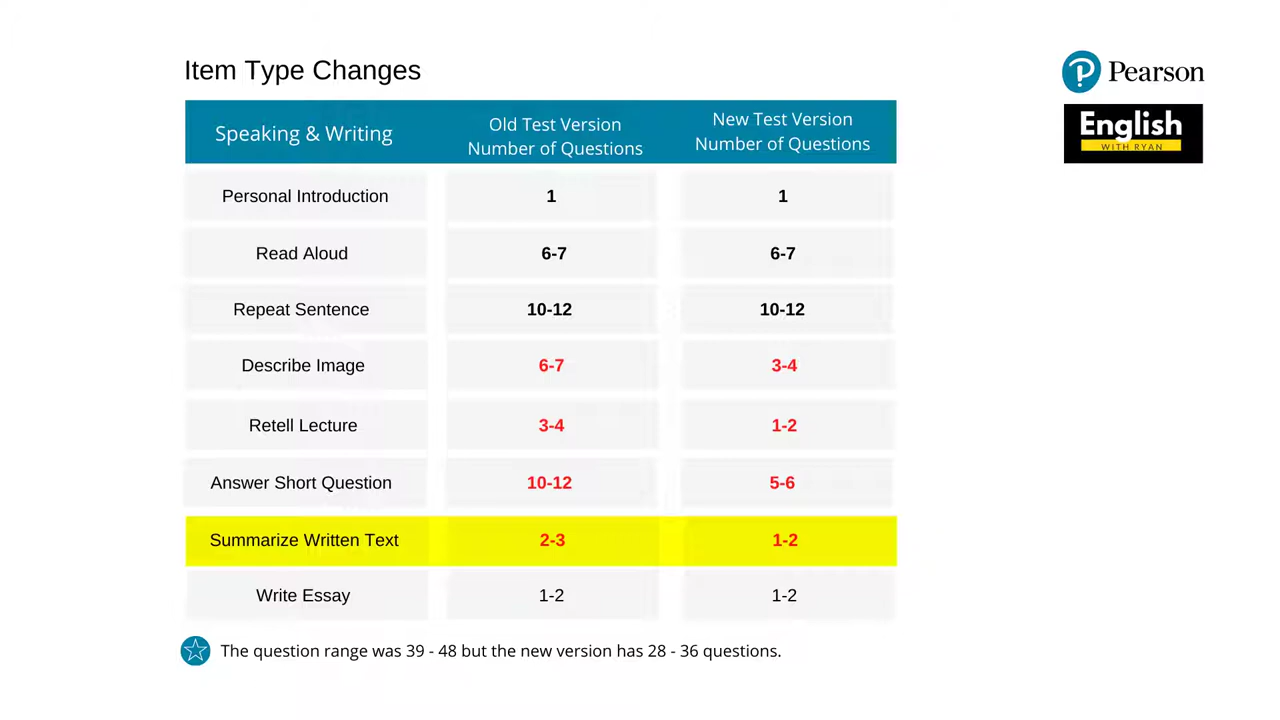 Item Type Changes
Pearson
English
WITH RYAN
Speaking & Writing
Old Test Version
Number of Questions
New Test Version
Number of Questions
Personal Introduction 1 1
Read Aloud 6-7 6-7
Repeat Sentence 10-12 10-12
Describe Image 6-7 3-4
Retell Lecture 3-4 1-2
Answer Short Question 10-12 5-6
Summarize Written Text 2-3 1-2
Write Essay 1-2 1-2
The question range was 39 - 48 but the new version has 28 - 36 questions.